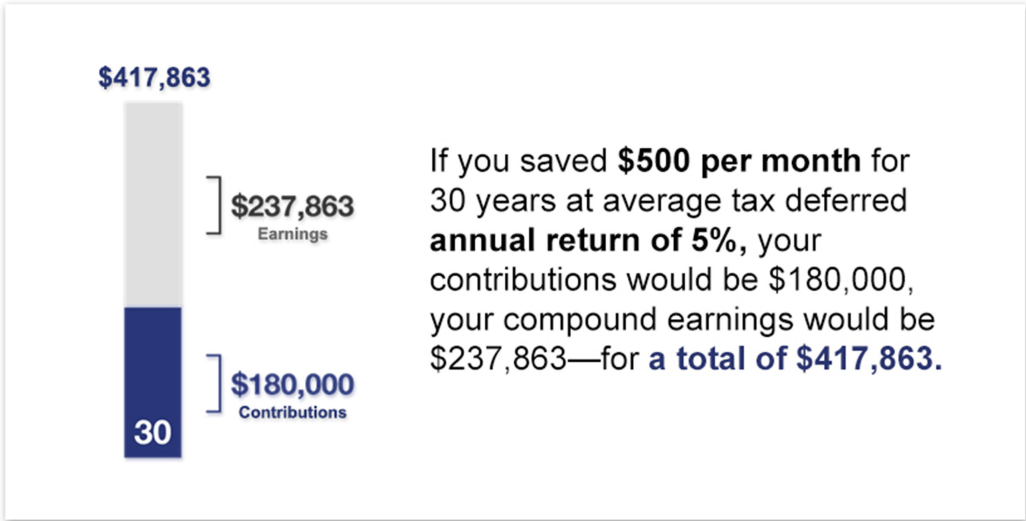 $417,863
$237,863
Earnings
$180,000
Contributions
30
If you saved $500 per month for
30 years at average tax deferred
annual return of 5%, your
contributions would be $180,000,
your compound earnings would be
$237,863—for a total of $417,863.